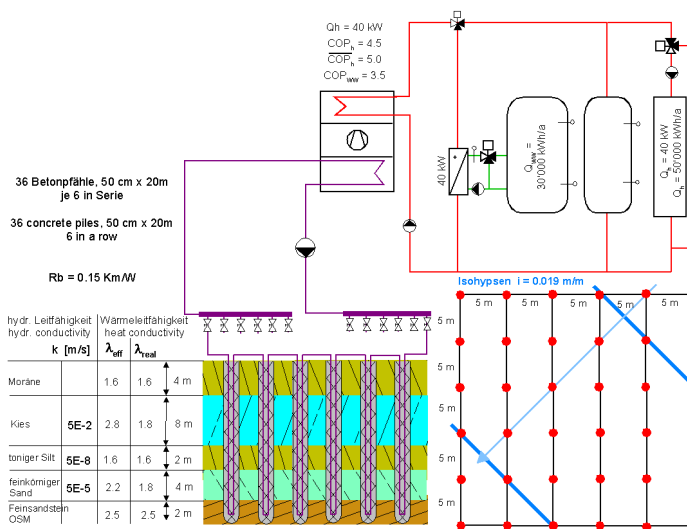 Qh = 40 kW
COPh = 4.5
COPh = 5.0
COPww = 3.5
40 kW
Qww =
30'000 kWh/a
Qh = 40 kW
Qh = 50'000 kWh/a
36 Betonpfähle, 50 cm x 20m
je 6 in Serie
36 concrete piles, 50 cm x 20m
6 in a row
Rb = 0.15 Km/W
hydr. Leitfähigkeit
hydr. conductivity
k [m/s]
Wärmeleitfähigkeit
heat conductivity
λeff λreal
Moräne 1.6 1.6 4 m
Kies 5E-2 2.8 1.8 8 m
toniger Silt 5E-8 1.6 1.6 2 m
feinkörniger
Sand 5E-5 2.2 1.8 4 m
Feinsandstein
OSM 2.5 2.5 2 m
Isohypsen i = 0.019 m/m
5 m 5 m 5 m 5 m
5 m
5 m
5 m
5 m
5 m